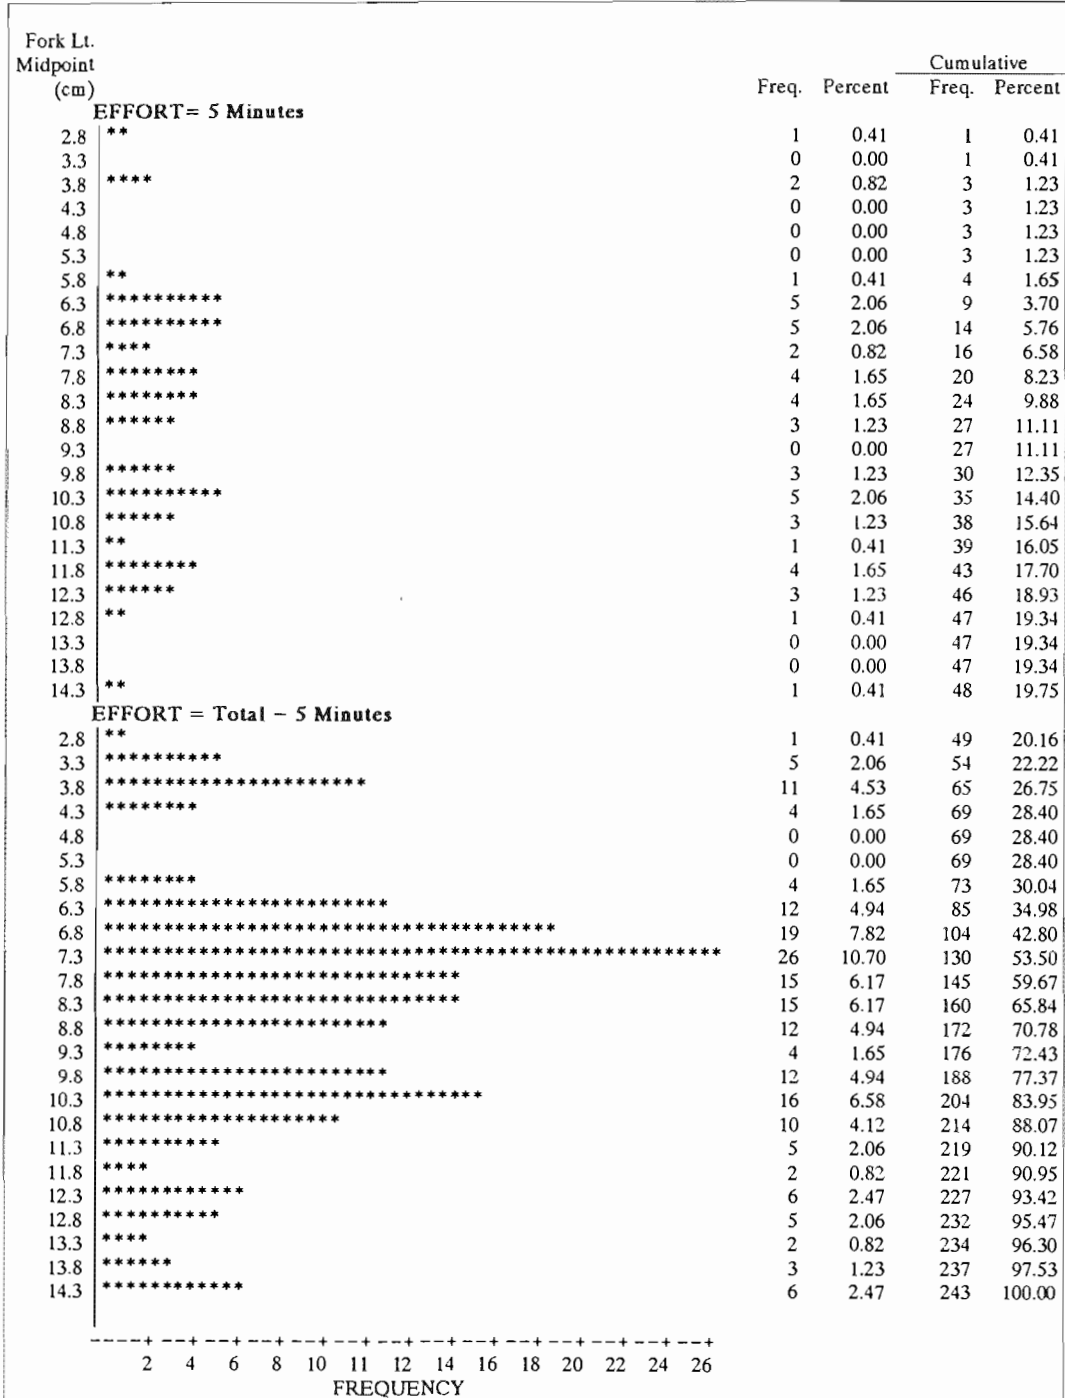 Fork Lt.
Midpoint Cumulative
(cm) Freq. Percent Freq. Percent
EFFORT= 5 Minutes
2.8 ** 1 0.41 1 0.41
3.3 0 0.00 1 0.41
3.8 **** 2 0.82 3 1.23
4.3 0 0.00 3 1.23
4.8 0 0.00 3 1.23
5.3 0 0.00 3 1.23
5.8 ** 1 0.41 4 1.65
6.3 ********** 5 2.06 9 3.70
6.8 ********** 5 2.06 14 5.76
7.3 **** 2 0.82 16 6.58
7.8 ******** 4 1.65 20 8.23
8.3 ******** 4 1.65 24 9.88
8.8 ****** 3 1.23 27 11.11
9.3 0 0.00 27 11.11
9.8 ****** 3 1.23 30 12.35
10.3 ********** 5 2.06 35 14.40
10.8 ****** 3 1.23 38 15.64
11.3 ** 1 0.41 39 16.05
11.8 ******** 4 1.65 43 17.70
12.3 ****** 3 1.23 46 18.93
12.8 ** 1 0.41 47 19.34
13.3 0 0.00 47 19.34
13.8 0 0.00 47 19.34
14.3 ** 1 0.41 48 19.75
EFFORT = Total – 5 Minutes
2.8 ** 1 0.41 49 20.16
3.3 ********** 5 2.06 54 22.22
3.8 ********************** 11 4.53 65 26.75
4.3 ******** 4 1.65 69 28.40
4.8 0 0.00 69 28.40
5.3 0 0.00 69 28.40
5.8 ******** 4 1.65 73 30.04
6.3 ************************ 12 4.94 85 34.98
6.8 ************************************** 19 7.82 104 42.80
7.3 **************************************************** 26 10.70 130 53.50
7.8 ****************************** 15 6.17 145 59.67
8.3 ****************************** 15 6.17 160 65.84
8.8 ************************ 12 4.94 172 70.78
9.3 ******** 4 1.65 176 72.43
9.8 ************************ 12 4.94 188 77.37
10.3 ******************************** 16 6.58 204 83.95
10.8 ******************** 10 4.12 214 88.07
11.3 ********** 5 2.06 219 90.12
11.8 **** 2 0.82 221 90.95
12.3 ************ 6 2.47 227 93.42
12.8 ********** 5 2.06 232 95.47
13.3 **** 2 0.82 234 96.30
13.8 ****** 3 1.23 237 97.53
14.3 ************ 6 2.47 243 100.00
----+ --+ --+ --+ --+ --+ --+ --+ --+ --+ --+ --+ --+ --+
2 4 6 8 10 11 12 14 16 18 20 22 24 26
FREQUENCY